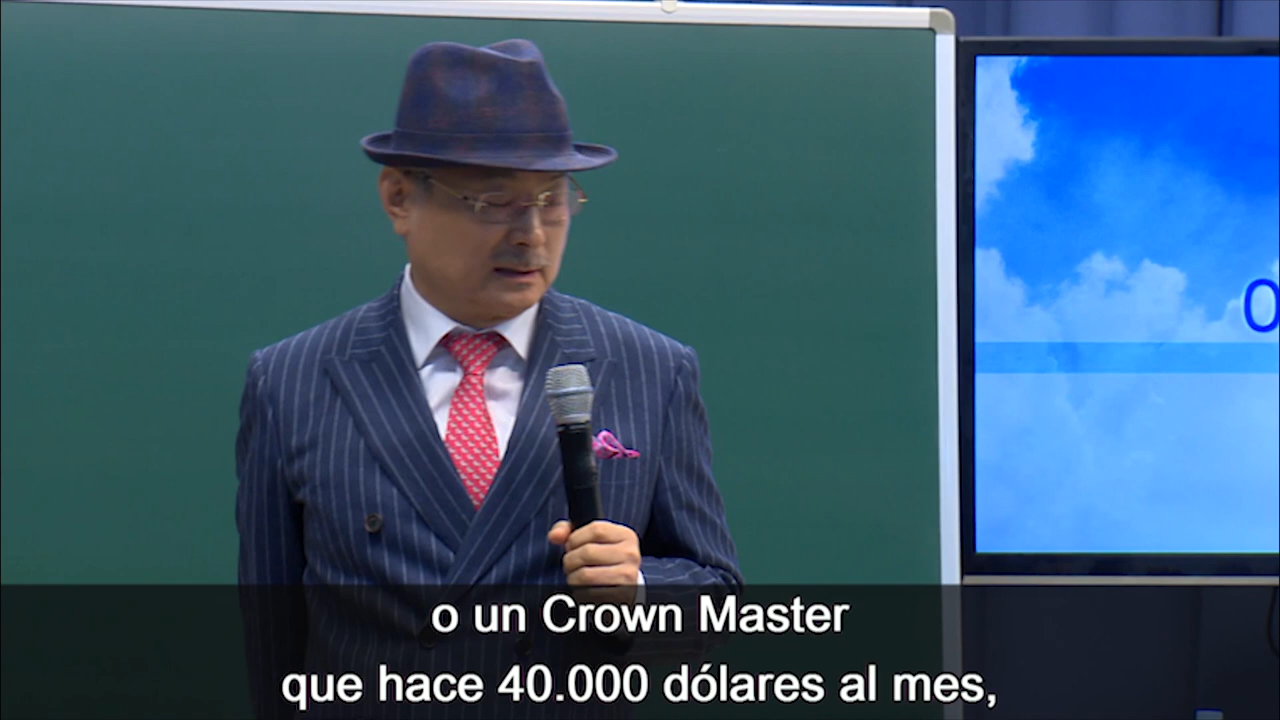 o un Crown Master
que hace 40.000 dólares al mes,